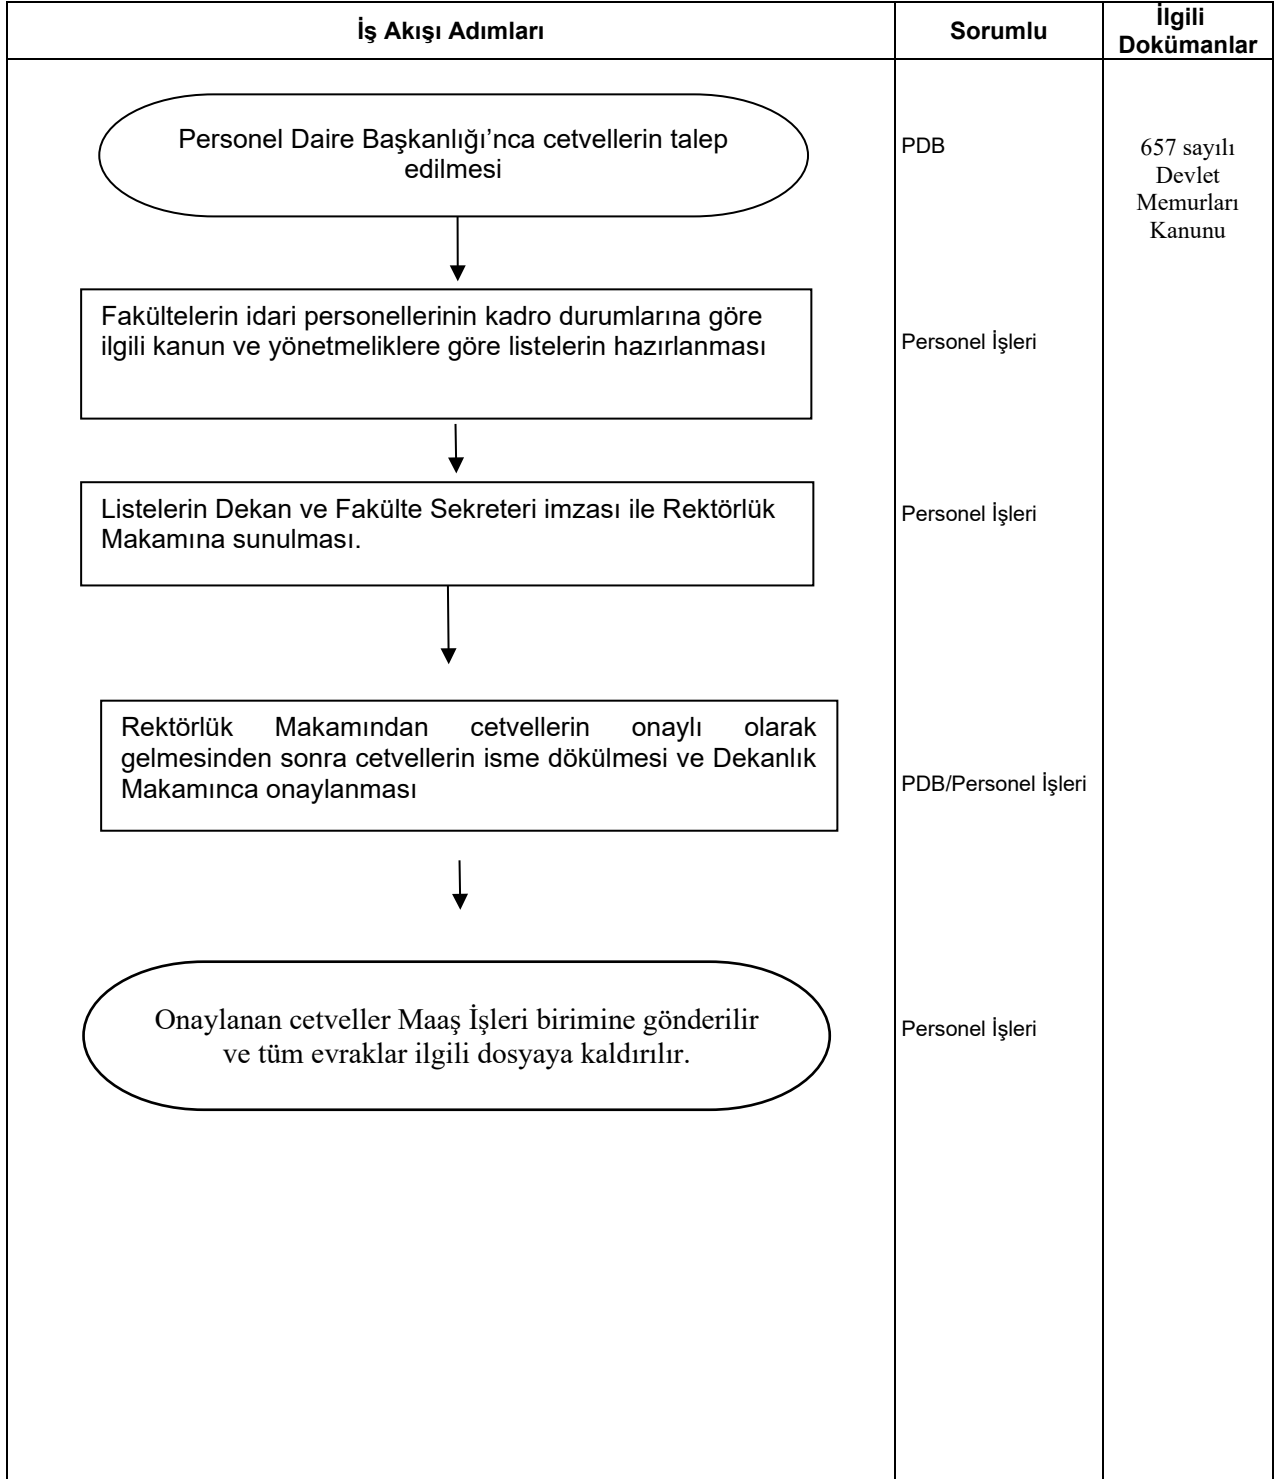 İş Akışı Adımları
Sorumlu
İlgili
Dokümanlar
Personel Daire Başkanlığı’nca cetvellerin talep
edilmesi
PDB
657 sayılı
Devlet
Memurları
Kanunu
Fakültelerin idari personellerinin kadro durumlarına göre
ilgili kanun ve yönetmeliklere göre listelerin hazırlanması
Personel İşleri
Listelerin Dekan ve Fakülte Sekreteri imzası ile Rektörlük
Makamına sunulması.
Personel İşleri
Rektörlük Makamından cetvellerin onaylı olarak
gelmesinden sonra cetvellerin isme dökülmesi ve Dekanlık
Makamınca onaylanması
PDB/Personel İşleri
Onaylanan cetveller Maaş İşleri birimine gönderilir
ve tüm evraklar ilgili dosyaya kaldırılır.
Personel İşleri